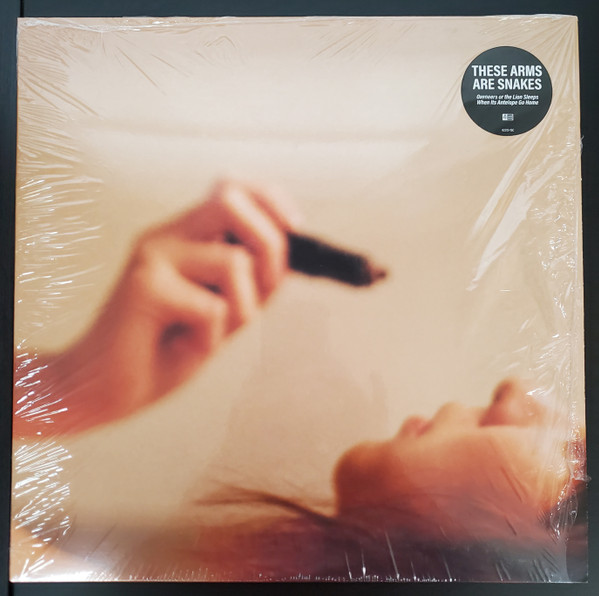 THESE ARMS
ARE SNAKES
Oxeneers or the Lion Sleeps
When Its Antelope Go Home